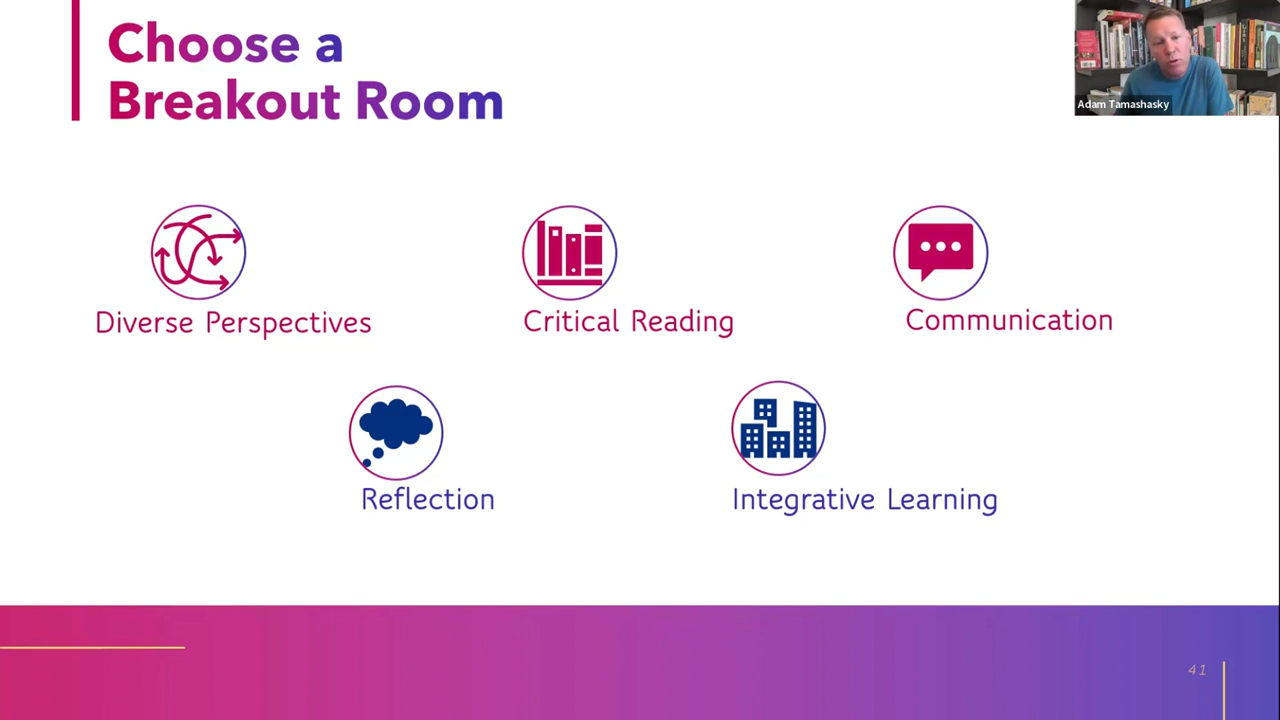 Choose a
Breakout Room
Adam Tamashasky
Diverse Perspectives
Critical Reading
Communication
Reflection
Integrative Learning
41